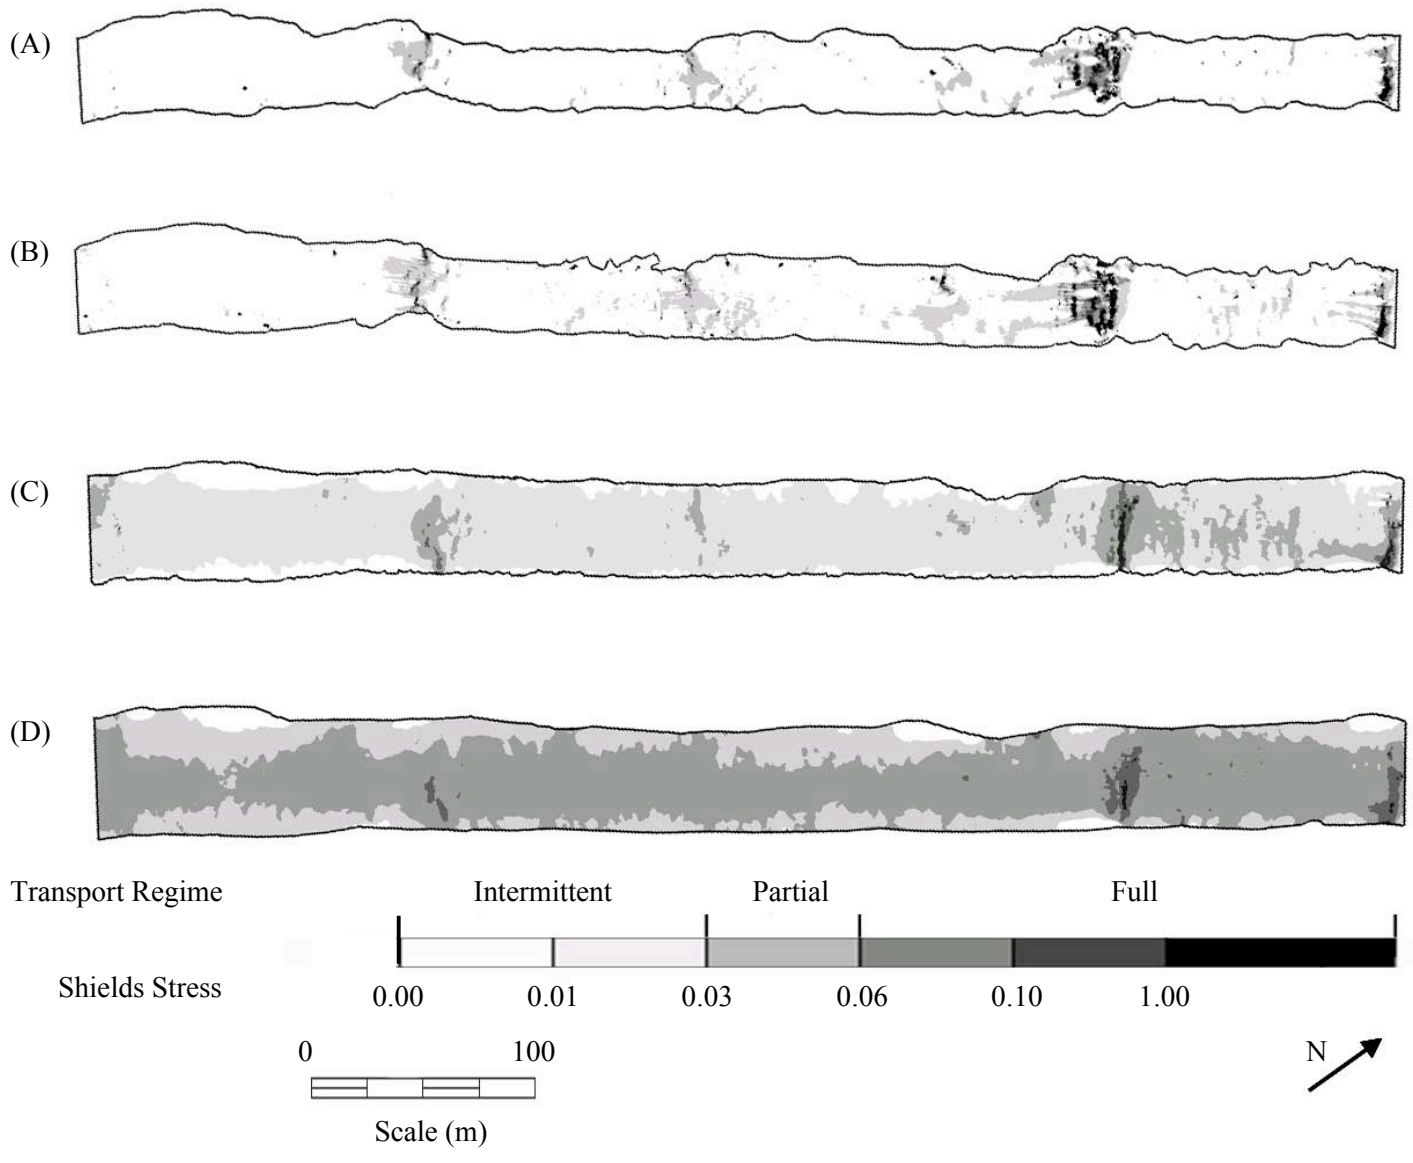 (A)
(B)
(C)
(D)
Transport Regime Intermittent Partial Full
Shields Stress 0.00 0.01 0.03 0.06 0.10 1.00
0 100 N
Scale (m)